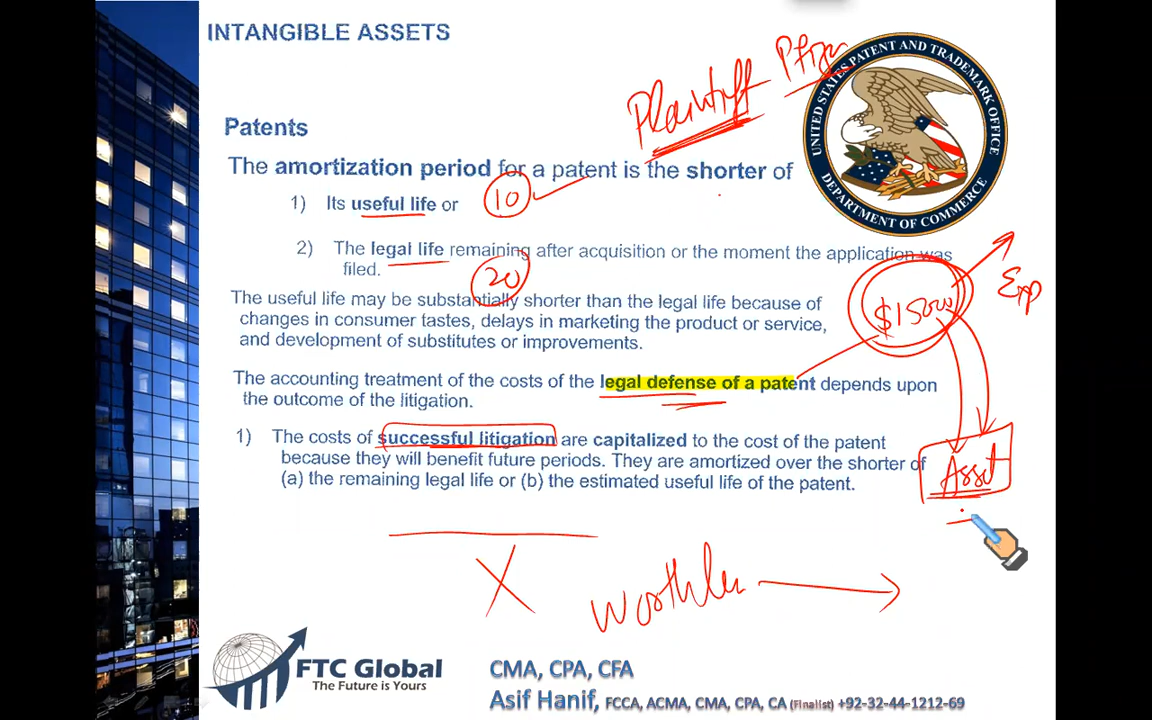 INTANGIBLE ASSETS
Plaintiff
Pfizer
UNITED STATES PATENT AND TRADEMARK OFFICE
DEPARTMENT OF COMMERCE
Patents
The amortization period for a patent is the shorter of
1) Its useful life or
10
2) The legal life remaining after acquisition or the moment the application was
filed.
20
The useful life may be substantially shorter than the legal life because of
changes in consumer tastes, delays in marketing the product or service,
and development of substitutes or improvements.
Exp
The accounting treatment of the costs of the legal defense of a patent depends upon
the outcome of the litigation.
1) The costs of successful litigation are capitalized to the cost of the patent
because they will benefit future periods. They are amortized over the shorter of
(a) the remaining legal life or (b) the estimated useful life of the patent.
Asset
X
FTC Global
The Future is Yours
CMA, CPA, CFA
Asif Hanif, FCCA, ACMA, CMA, CPA, CA (Finalist) +92-32-44-1212-69